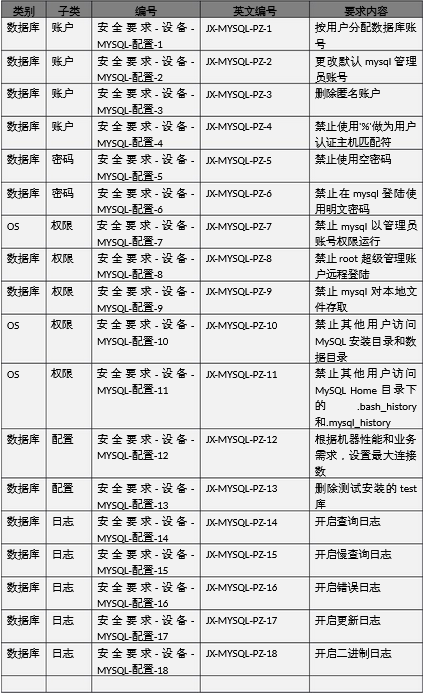 类别 子类 编号 英文编号 要求内容
数据库 账户 安全要求-设备- JX-MYSQL-PZ-1 按用户分配数据库账
MYSQL-配置-1 号
数据库 账户 安全要求-设备- JX-MYSQL-PZ-2 更改默认 mysql 管理
MYSQL-配置-2 员账号
数据库 账户 安全要求-设备- JX-MYSQL-PZ-3 删除匿名账户
MYSQL-配置-3
数据库 账户 安全要求-设备- JX-MYSQL-PZ-4 禁止使用'%'做为用户
MYSQL-配置-4 认证主机匹配符
数据库 密码 安全要求-设备- JX-MYSQL-PZ-5 禁止使用空密码
MYSQL-配置-5
数据库 密码 安全要求-设备- JX-MYSQL-PZ-6 禁止在 mysql 登陆使
MYSQL-配置-6 用明文密码
OS 权限 安全要求-设备- JX-MYSQL-PZ-7 禁止 mysql 以管理员
MYSQL-配置-7 账号权限运行
数据库 权限 安全要求-设备- JX-MYSQL-PZ-8 禁止 root 超级管理账
MYSQL-配置-8 户远程登陆
数据库 权限 安全要求-设备- JX-MYSQL-PZ-9 禁止 mysql 对本地文
MYSQL-配置-9 件存取
OS 权限 安全要求-设备- JX-MYSQL-PZ-10 禁止其他用户访问
MYSQL-配置-10 MySQL 安装目录和数
据目录
OS 权限 安全要求-设备- JX-MYSQL-PZ-11 禁止其他用户访问
MYSQL-配置-11 MySQL Home 目录下
的 .bash_history
和.mysql_history
数据库 配置 安全要求-设备- JX-MYSQL-PZ-12 根据机器性能和业务
MYSQL-配置-12 需求，设置最大连接
数
数据库 配置 安全要求-设备- JX-MYSQL-PZ-13 删除测试安装的 test
MYSQL-配置-13 库
数据库 日志 安全要求-设备- JX-MYSQL-PZ-14 开启查询日志
MYSQL-配置-14
数据库 日志 安全要求-设备- JX-MYSQL-PZ-15 开启慢查询日志
MYSQL-配置-15
数据库 日志 安全要求-设备- JX-MYSQL-PZ-16 开启错误日志
MYSQL-配置-16
数据库 日志 安全要求-设备- JX-MYSQL-PZ-17 开启更新日志
MYSQL-配置-17
数据库 日志 安全要求-设备- JX-MYSQL-PZ-18 开启二进制日志
MYSQL-配置-18